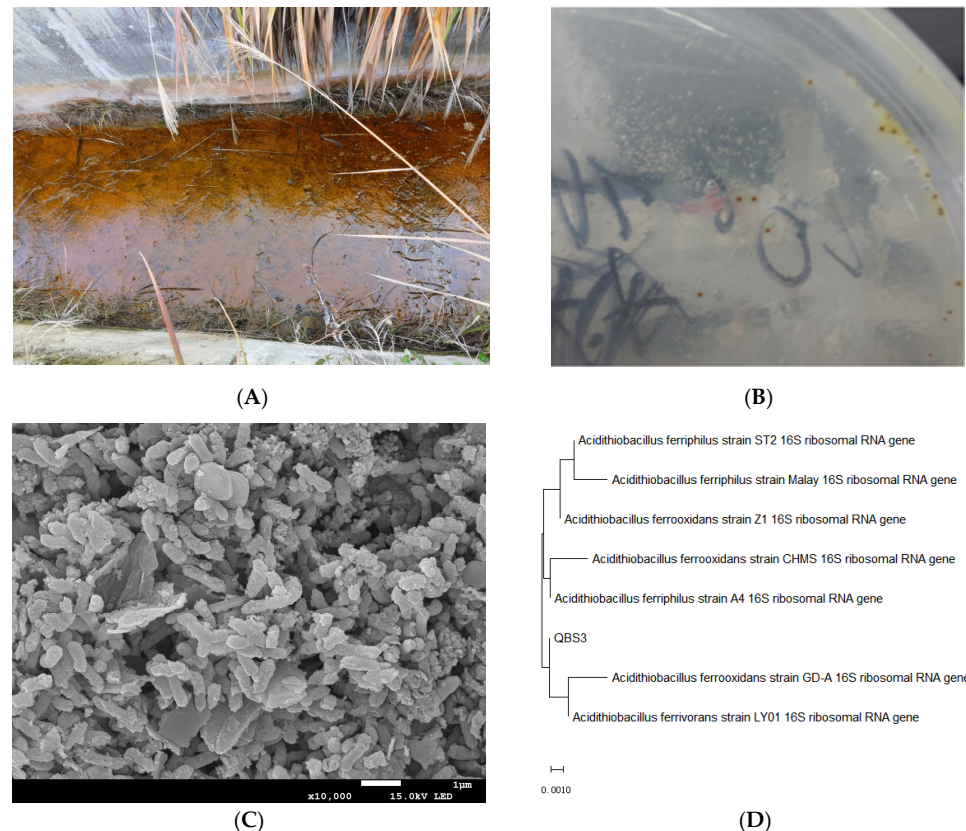 (A)
(B)
1μm
x10,000 15.0kV LED
(C)
Acidithiobacillus ferriphilus strain ST2 16S ribosomal RNA gene
Acidithiobacillus ferriphilus strain Malay 16S ribosomal RNA gene
Acidithiobacillus ferrooxidans strain Z1 16S ribosomal RNA gene
Acidithiobacillus ferrooxidans strain CHMS 16S ribosomal RNA gene
Acidithiobacillus ferriphilus strain A4 16S ribosomal RNA gene
QBS3
Acidithiobacillus ferrooxidans strain GD-A 16S ribosomal RNA gene
Acidithiobacillus ferrivorans strain LY01 16S ribosomal RNA gene
0.0010
(D)